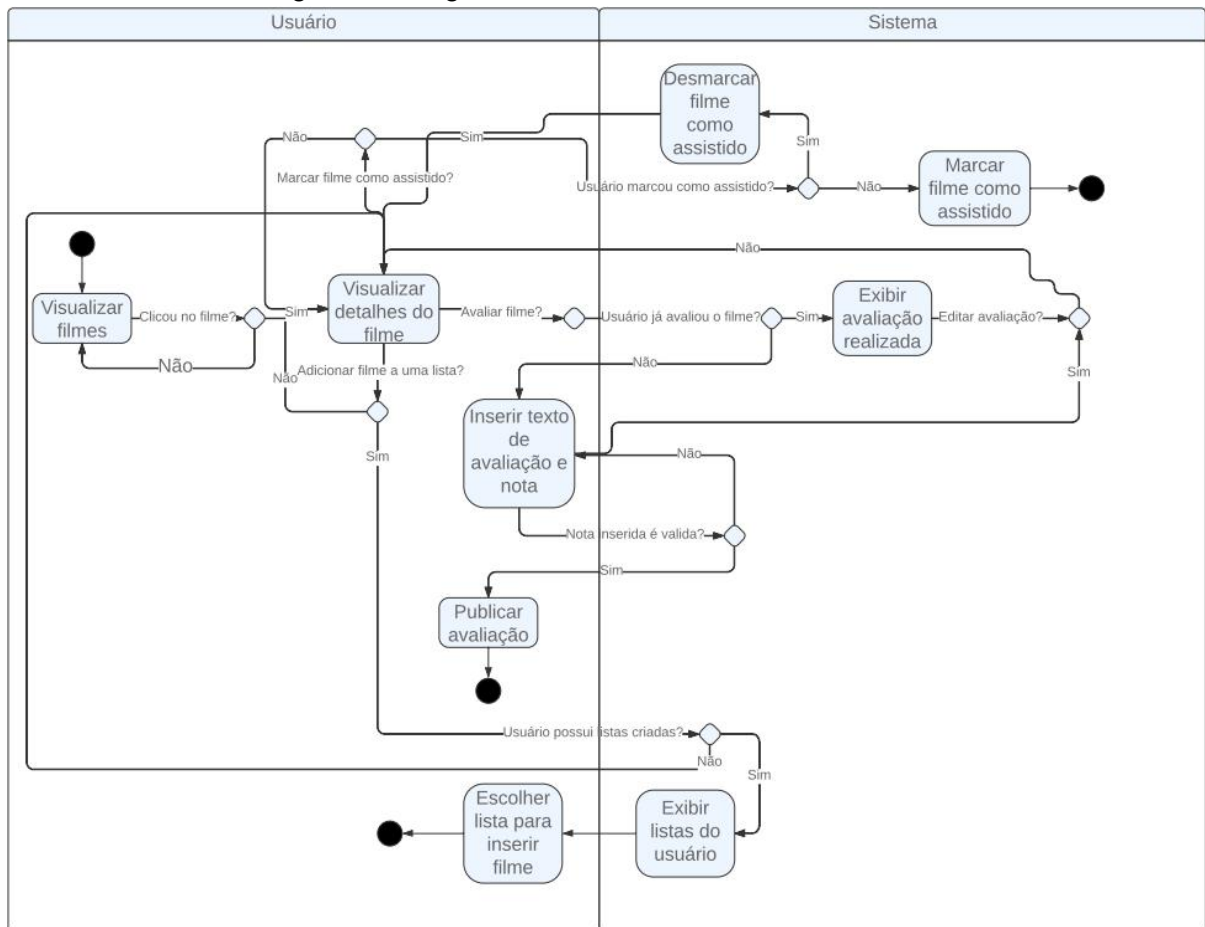 Usuário
Sistema
Desmarcar
filme
como
assistido
Não
Sim
Sim
Marcar filme como assistido?
Usuário marcou como assistido?
Não
Marcar
filme como
assistido
Não
Visualizar
filmes
Clicou no filme?
Sim
Não
Visualizar
detalhes do
filme
Avaliar filme?
Usuário já avaliou o filme?
Sim
Exibir
avaliação
realizada
Editar avaliação?
Não
Sim
Não
Adicionar filme a uma lista?
Sim
Inserir texto
de
avaliação e
nota
Não
Nota inserida é valida?
Sim
Publicar
avaliação
Usuário possui listas criadas?
Não
Sim
Escolher
lista para
inserir
filme
Exibir
listas do
usuário